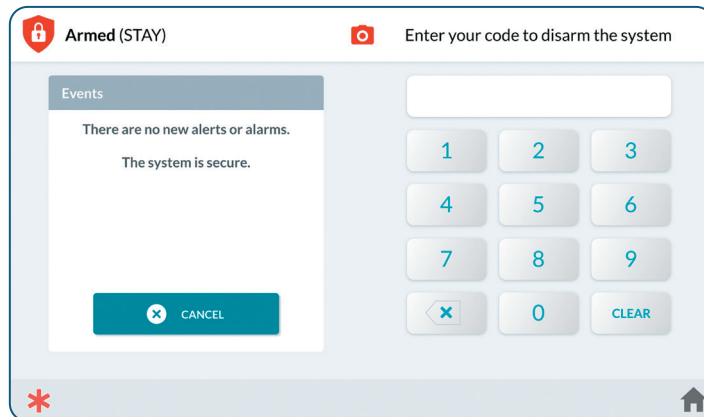 Armed (STAY)
Enter your code to disarm the system
Events
There are no new alerts or alarms.
The system is secure.
CANCEL
1 2 3
4 5 6
7 8 9
0 CLEAR